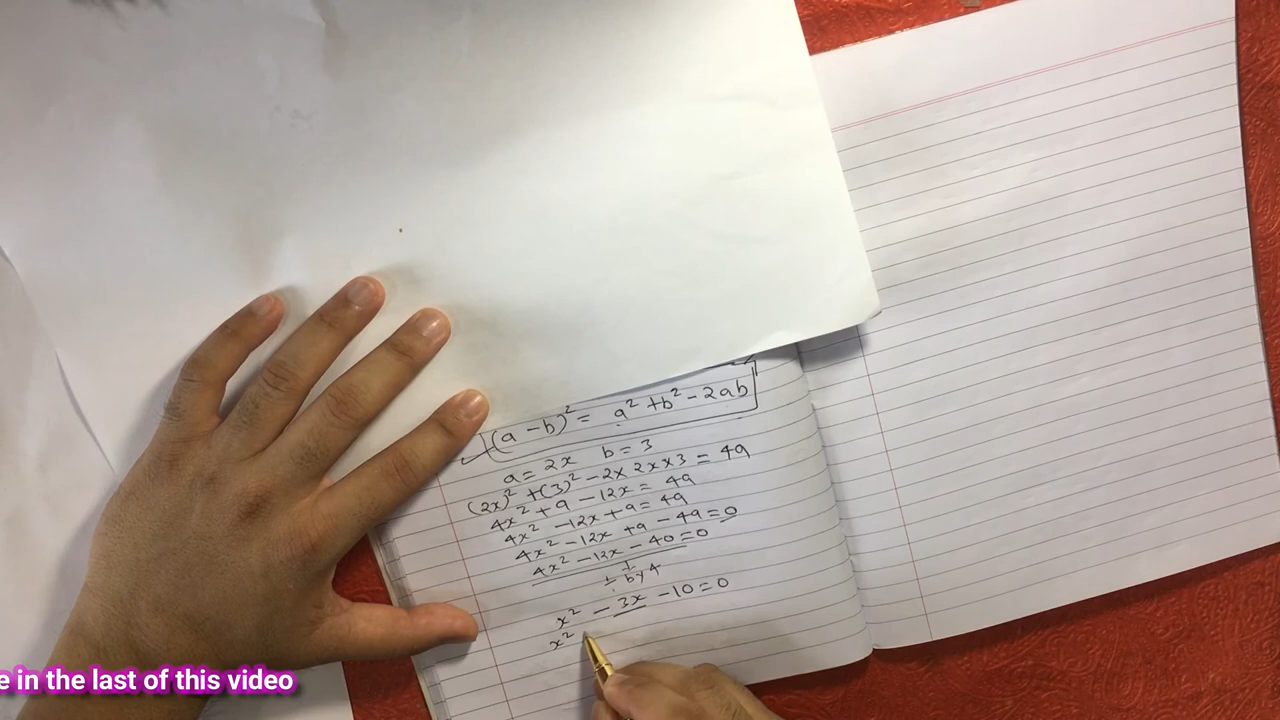 (a - b)² = a² + b² - 2ab
a = 2x b = 3
(2x)² + (3)² - 2 × 2x × 3 = 49
4x² + 9 - 12x = 49
4x² - 12x + 9 = 49
4x² - 12x + 9 - 49 = 0
4x² - 12x - 40 = 0
÷ by 4
x² - 3x - 10 = 0
x²
e in the last of this video